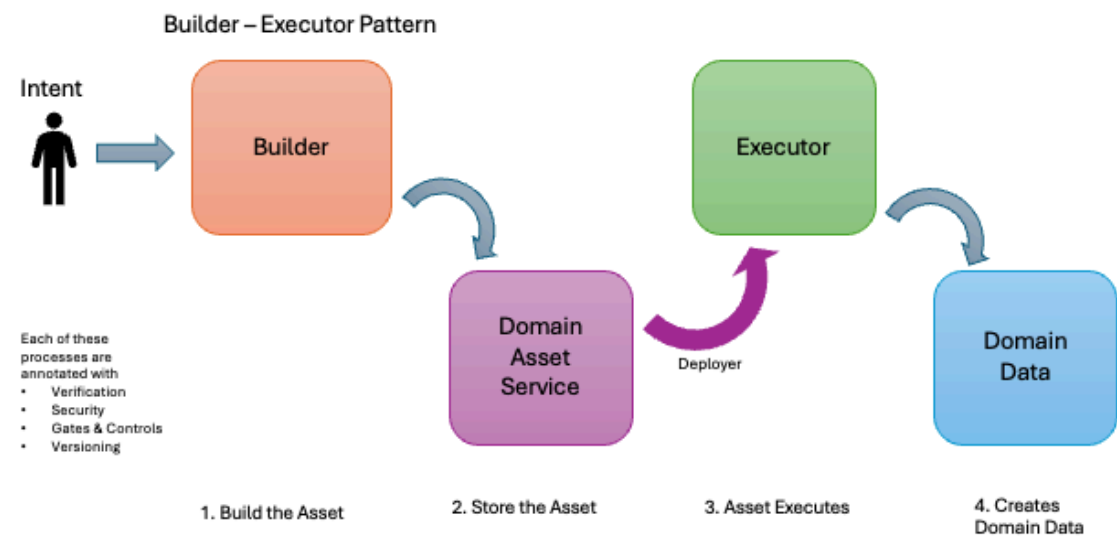 Builder – Executor Pattern
Intent
Builder
Executor
Domain
Asset
Service
Deployer
Domain
Data
Each of these
processes are
annotated with
• Verification
• Security
• Gates & Controls
• Versioning
1. Build the Asset
2. Store the Asset
3. Asset Executes
4. Creates
Domain Data